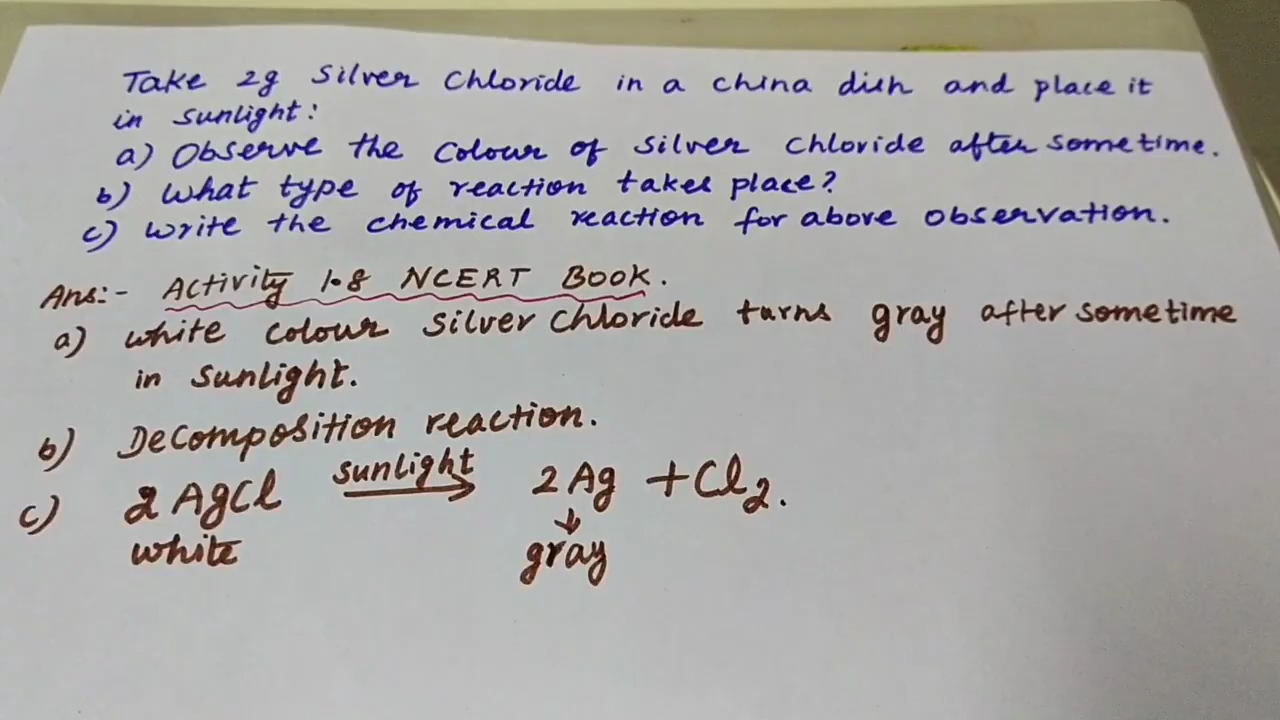 Take 2g Silver Chloride in a china dish and place it
in sunlight:
a) Observe the colour of silver chloride after sometime.
b) What type of reaction takes place?
c) Write the chemical reaction for above observation.
Ans:- Activity 1.8 NCERT Book.
a) White colour silver chloride turns gray after sometime
in sunlight.
b) Decomposition reaction.
c) 2AgCl sunlight → 2Ag + Cl₂.
white ↓ gray